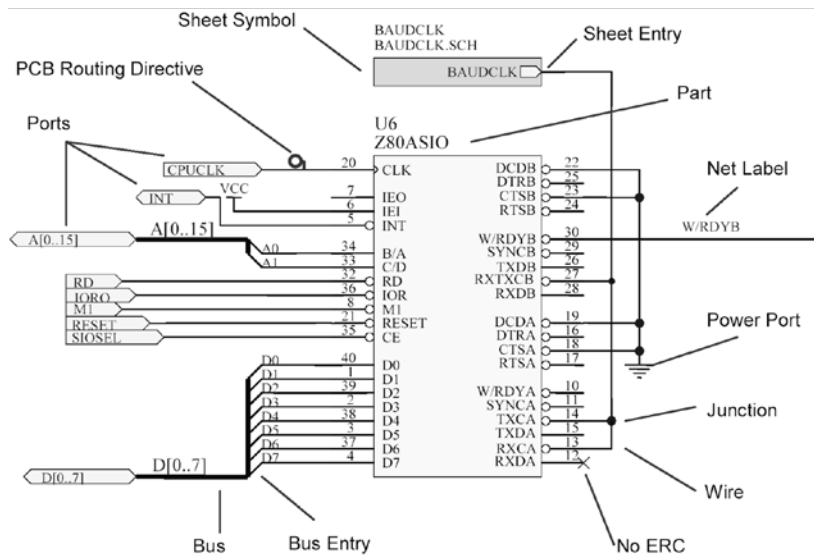 Sheet Symbol
BAUDCLK
BAUDCLK.SCH
Sheet Entry
BAUDCLK
PCB Routing Directive
Part
Ports
U6
Z80ASIO
Net Label
CPUCLK
20
CLK
DCDB
22
DTRB
25
INT
VCC
7
IEO
CTSB
23
6
IEI
RTSB
24
5
INT
W/RDYB
A[0..15]
A[0..15]
W/RDYB
30
A0
34
B/A
SYNCB
29
A1
33
C/D
TXDB
26
RD
32
RD
RXTXCB
27
IORQ
36
IOR
RXDB
28
M1
8
M1
RESET
21
RESET
DCDA
19
SIOSEL
35
CE
DTRA
16
Power Port
CTSA
18
D0
40
D0
RTSA
17
D1
1
D1
D2
39
D2
W/RDYA
10
D3
2
D3
SYNCA
11
Junction
D4
38
D4
TXCA
14
D5
3
D5
TXDA
15
D6
37
D6
RXCA
13
D[0..7]
D[0..7]
D7
4
D7
RXDA
12
Wire
Bus
Bus Entry
No ERC